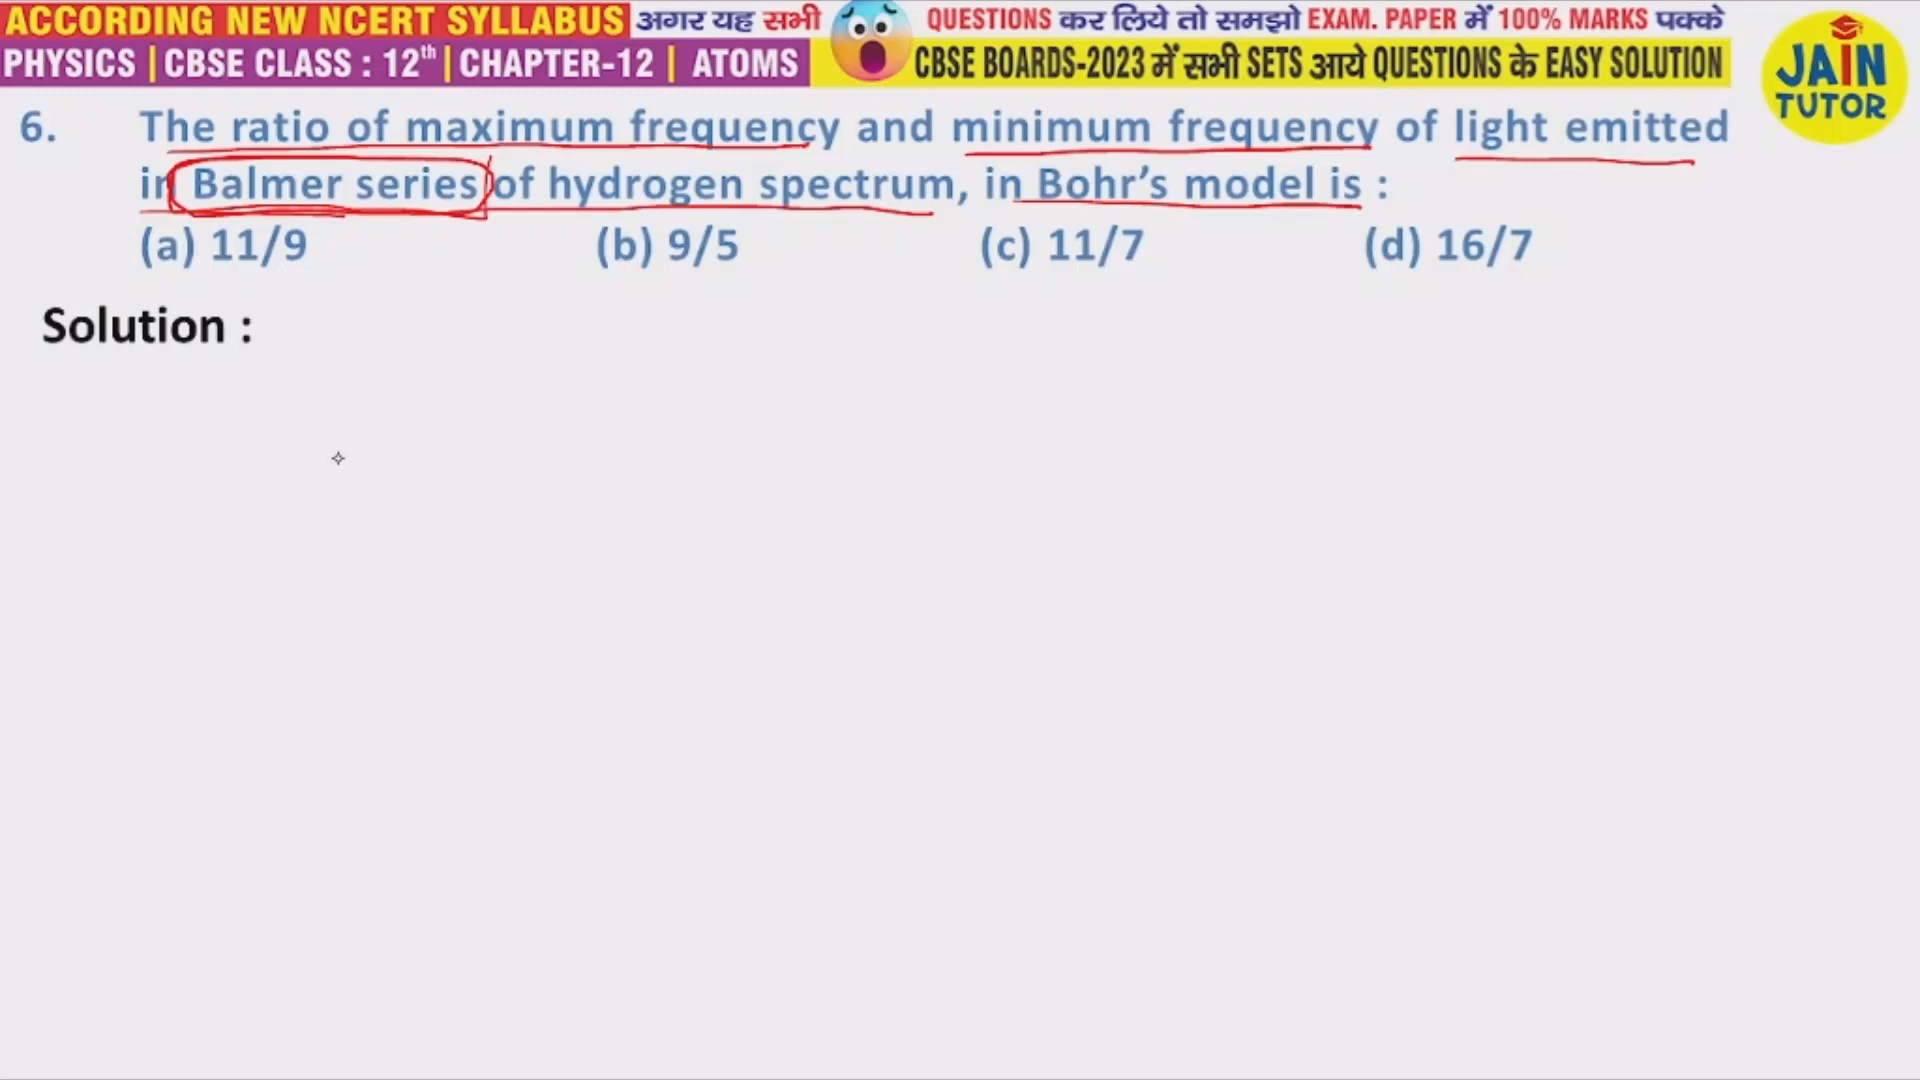 ACCORDING NEW NCERT SYLLABUS अगर यह सभी QUESTIONS कर लिये तो समझो EXAM. PAPER में 100% MARKS पक्के
PHYSICS | CBSE CLASS : 12th | CHAPTER-12 | ATOMS CBSE BOARDS-2023 में सभी SETS आये QUESTIONS के EASY SOLUTION
JAIN
TUTOR
6. The ratio of maximum frequency and minimum frequency of light emitted
in Balmer series of hydrogen spectrum, in Bohr’s model is :
(a) 11/9 (b) 9/5 (c) 11/7 (d) 16/7
Solution :